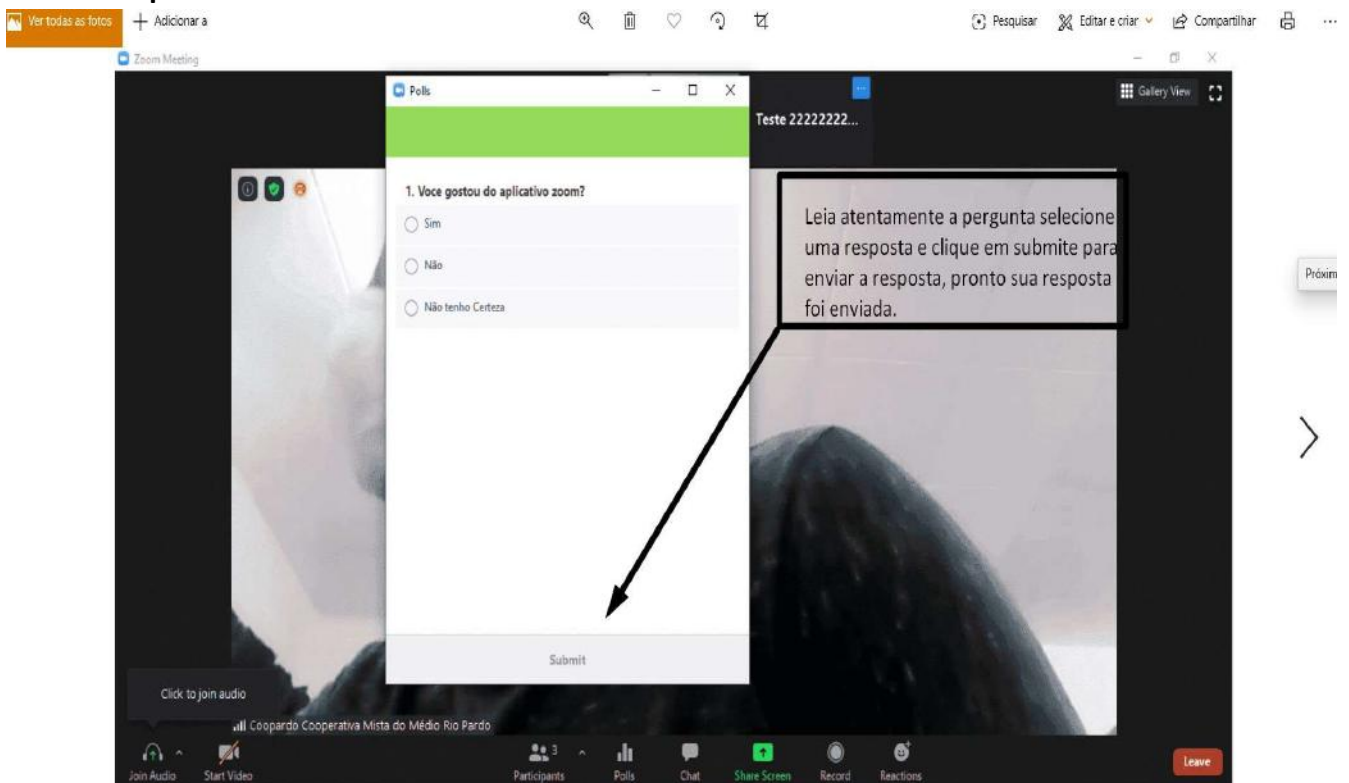 Ver todas as fotos
Adicionar a
Pesquisar
Editar e criar
Compartilhar
Zoom Meeting
Polls
Gallery View
Teste 22222222...
1. Voce gostou do aplicativo zoom?
Sim
Não
Não tenho Certeza
Leia atentamente a pergunta selecione
uma resposta e clique em submite para
enviar a resposta, pronto sua resposta
foi enviada.
Próxim
Submit
Click to join audio
Coopardo Cooperativa Mista do Médio Rio Pardo
3
Join Audio
Start Video
Participants
Polls
Chat
Share Screen
Record
Reactions
Leave